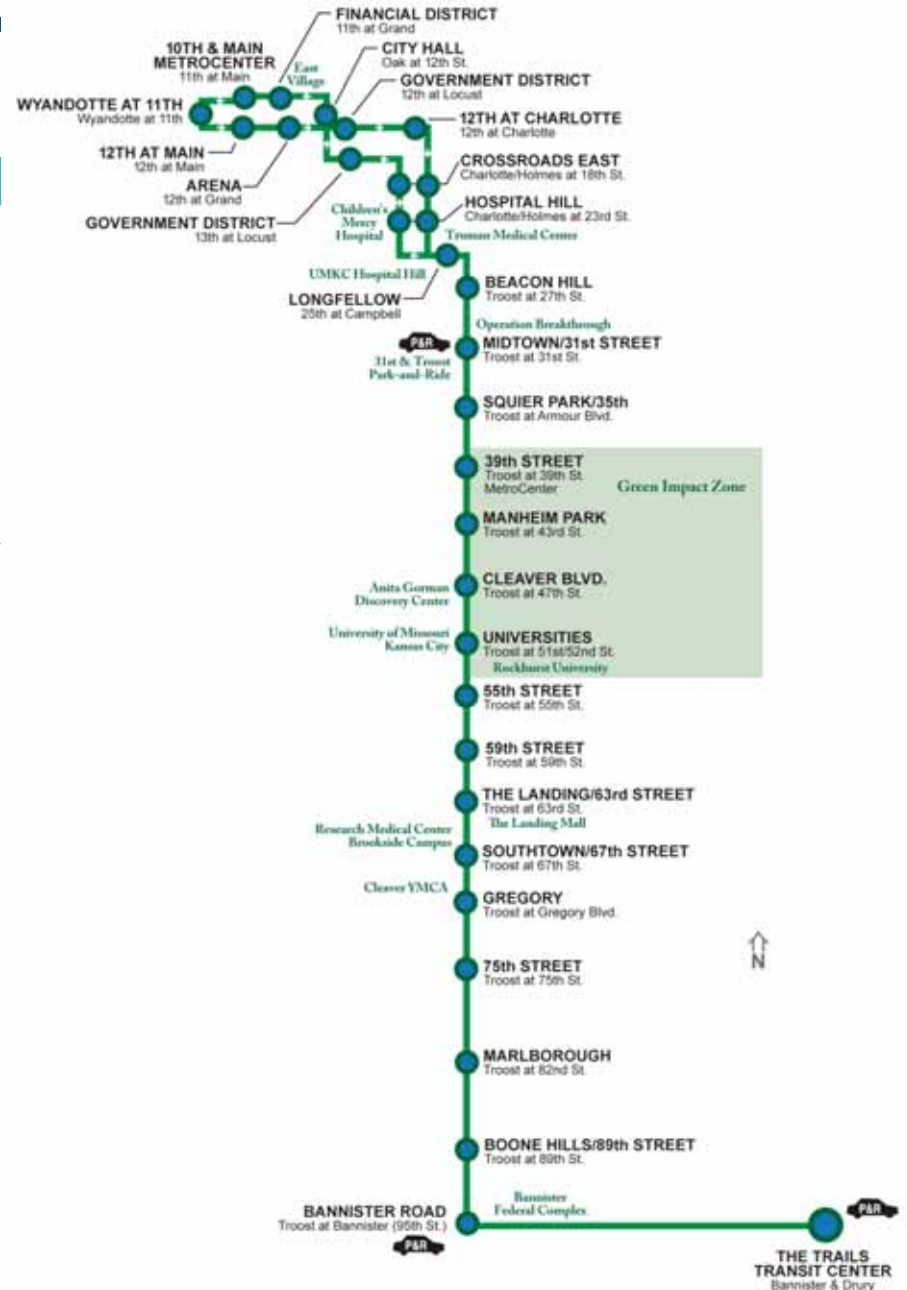 FINANCIAL DISTRICT
11th at Grand
10TH & MAIN
METROCENTER
11th at Main
East
Village
CITY HALL
Oak at 12th St.
GOVERNMENT DISTRICT
12th at Locust
WYANDOTTE AT 11TH
Wyandotte at 11th
12TH AT CHARLOTTE
12th at Charlotte
12TH AT MAIN
12th at Main
ARENA
12th at Grand
CROSSROADS EAST
Charlotte/Holmes at 18th St.
GOVERNMENT DISTRICT
13th at Locust
HOSPITAL HILL
Charlotte/Holmes at 23rd St.
Children's
Mercy
Hospital
Truman Medical Center
UMKC Hospital Hill
LONGFELLOW
25th at Campbell
BEACON HILL
Troost at 27th St.
Operation Breakthrough
P&R
MIDTOWN/31st STREET
Troost at 31st St.
31st & Troost
Park-and-Ride
SQUIER PARK/35th
Troost at Armour Blvd.
39th STREET
Troost at 39th St.
MetroCenter
Green Impact Zone
MANHEIM PARK
Troost at 43rd St.
CLEAVER BLVD.
Troost at 47th St.
Anita Gorman
Discovery Center
University of Missouri
Kansas City
UNIVERSITIES
Troost at 51st/52nd St.
Rockhurst University
55th STREET
Troost at 55th St.
59th STREET
Troost at 59th St.
THE LANDING/63rd STREET
Troost at 63rd St.
The Landing Mall
Research Medical Center
Brookside Campus
SOUTHTOWN/67th STREET
Troost at 67th St.
Cleaver YMCA
GREGORY
Troost at Gregory Blvd.
N
75th STREET
Troost at 75th St.
MARLBOROUGH
Troost at 82nd St.
BOONE HILLS/89th STREET
Troost at 89th St.
BANNISTER ROAD
Troost at Bannister (95th St.)
P&R
Bannister
Federal Complex
P&R
THE TRAILS
TRANSIT CENTER
Bannister & Drury